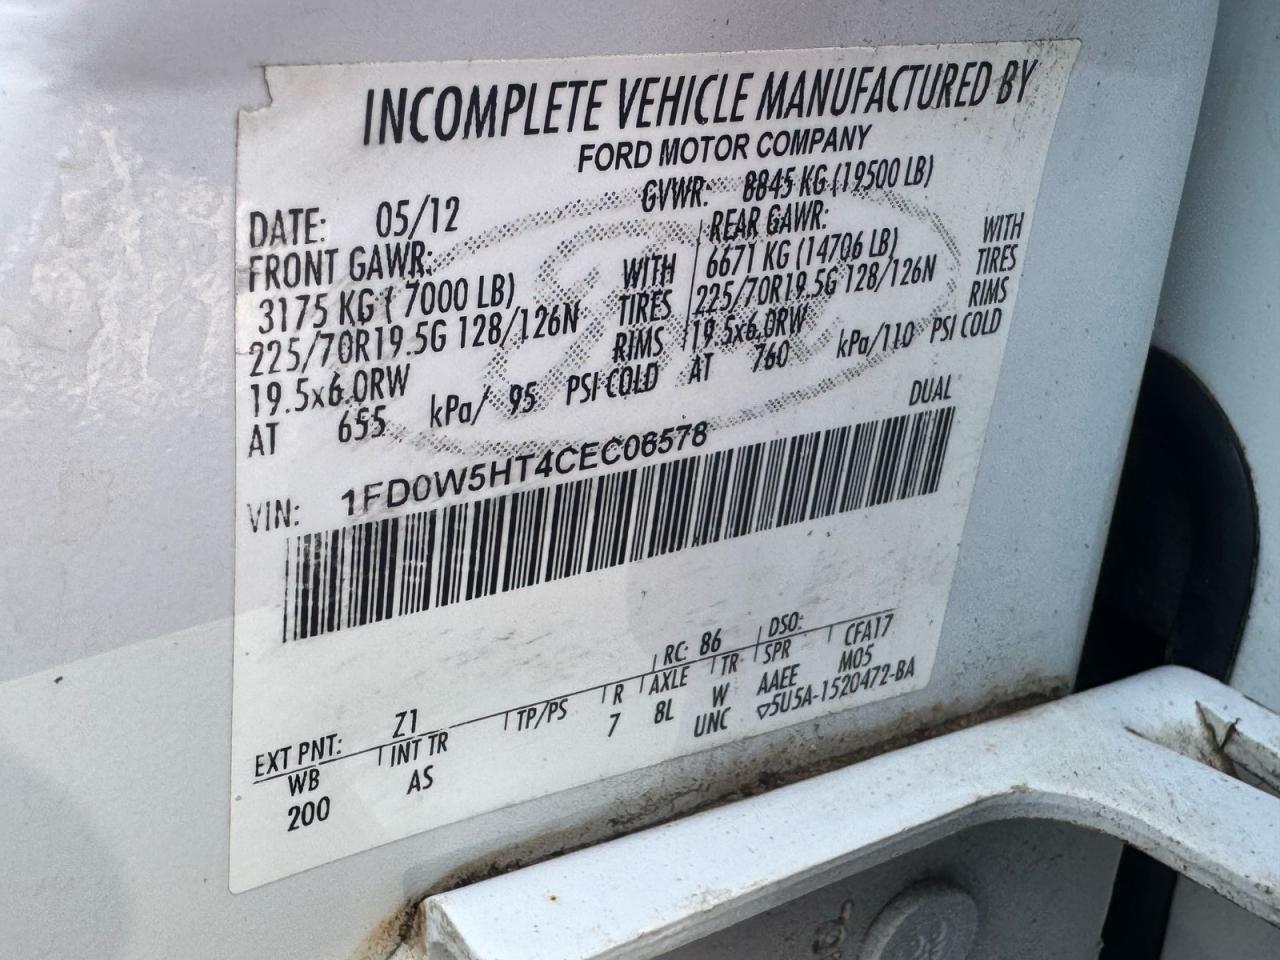 INCOMPLETE VEHICLE MANUFACTURED BY
FORD MOTOR COMPANY
DATE: 05/12 GVWR: 8845 KG (19500 LB)
FRONT GAWR: REAR GAWR:
3175 KG ( 7000 LB) WITH 6671 KG (14706 LB) WITH
225/70R19.5G 128/126N TIRES 225/70R19.5G 128/126N TIRES
19.5x6.0RW RIMS 19.5x6.0RW RIMS
AT 655 kPa/ 95 PSI COLD AT 760 kPa/110 PSI COLD
DUAL
VIN: 1FD0W5HT4CEC08578
EXT PNT: Z1 RC: 86 DSO:
WB INT TR TP/PS R AXLE TR SPR CFA17
200 AS 7 8L W AAEE M05
UNC ▽5U5A-1520472-BA